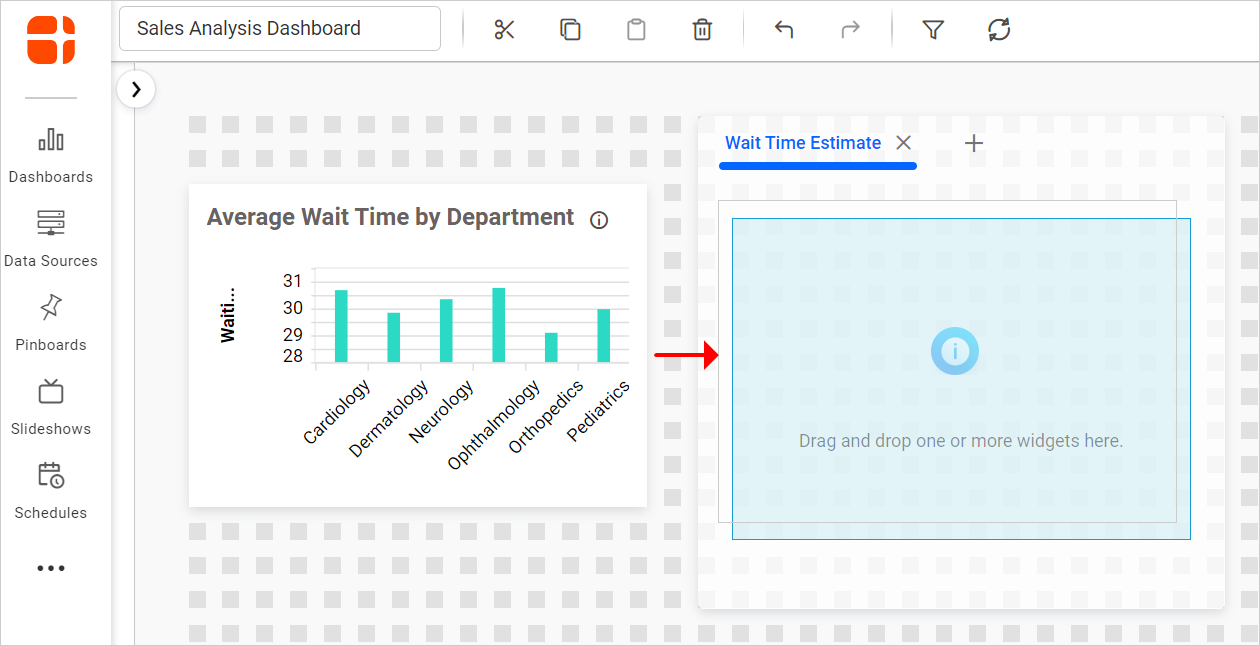 Sales Analysis Dashboard
Dashboards
Data Sources
Pinboards
Slideshows
Schedules
Average Wait Time by Department
Waiti...
31
30
29
28
Cardiology
Dermatology
Neurology
Ophthalmology
Orthopedics
Pediatrics
Wait Time Estimate
Drag and drop one or more widgets here.